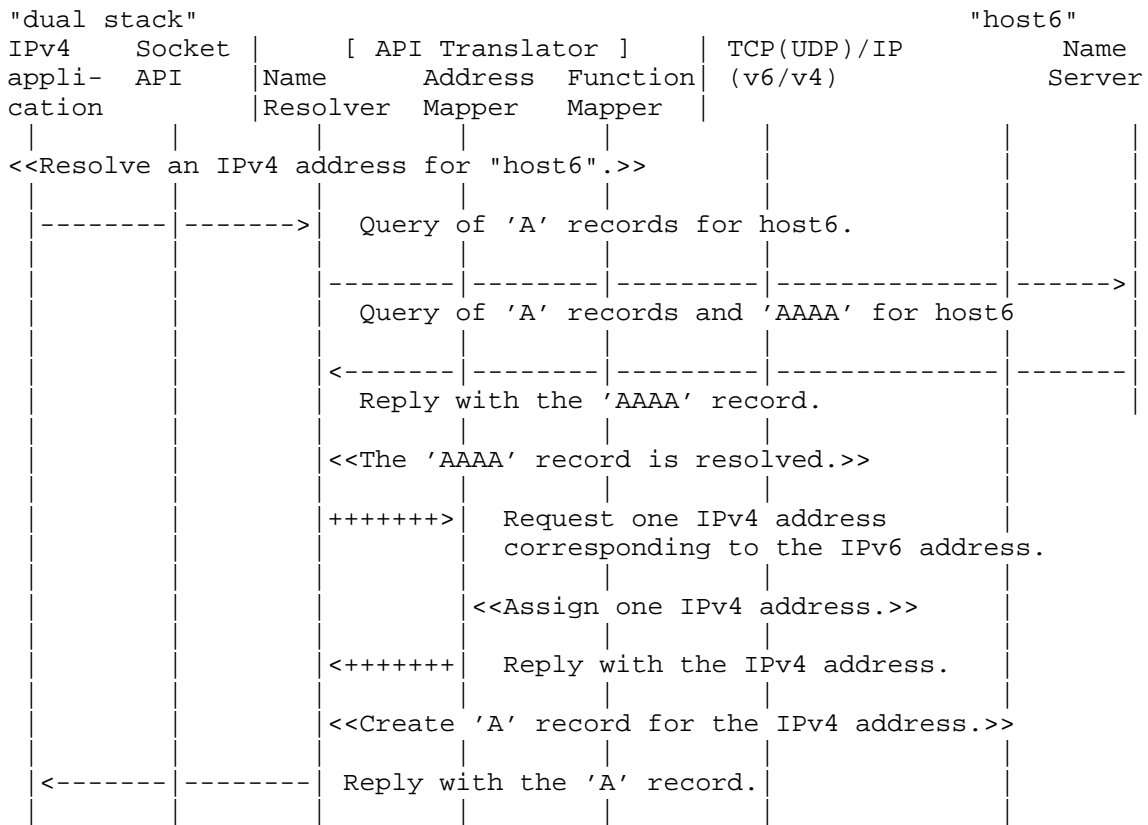 "dual stack" "host6"
IPv4 Socket | [ API Translator ] | TCP(UDP)/IP Name
appli- API |Name Address Function| (v6/v4) Server
cation |Resolver Mapper Mapper |
<<Resolve an IPv4 address for "host6".>>
Query of ’A’ records for host6.
Query of ’A’ records and ’AAAA’ for host6
Reply with the ’AAAA’ record.
<<The ’AAAA’ record is resolved.>>
+++++++>| Request one IPv4 address
corresponding to the IPv6 address.
<<Assign one IPv4 address.>>
<+++++++| Reply with the IPv4 address.
<<Create ’A’ record for the IPv4 address.>>
Reply with the ’A’ record.